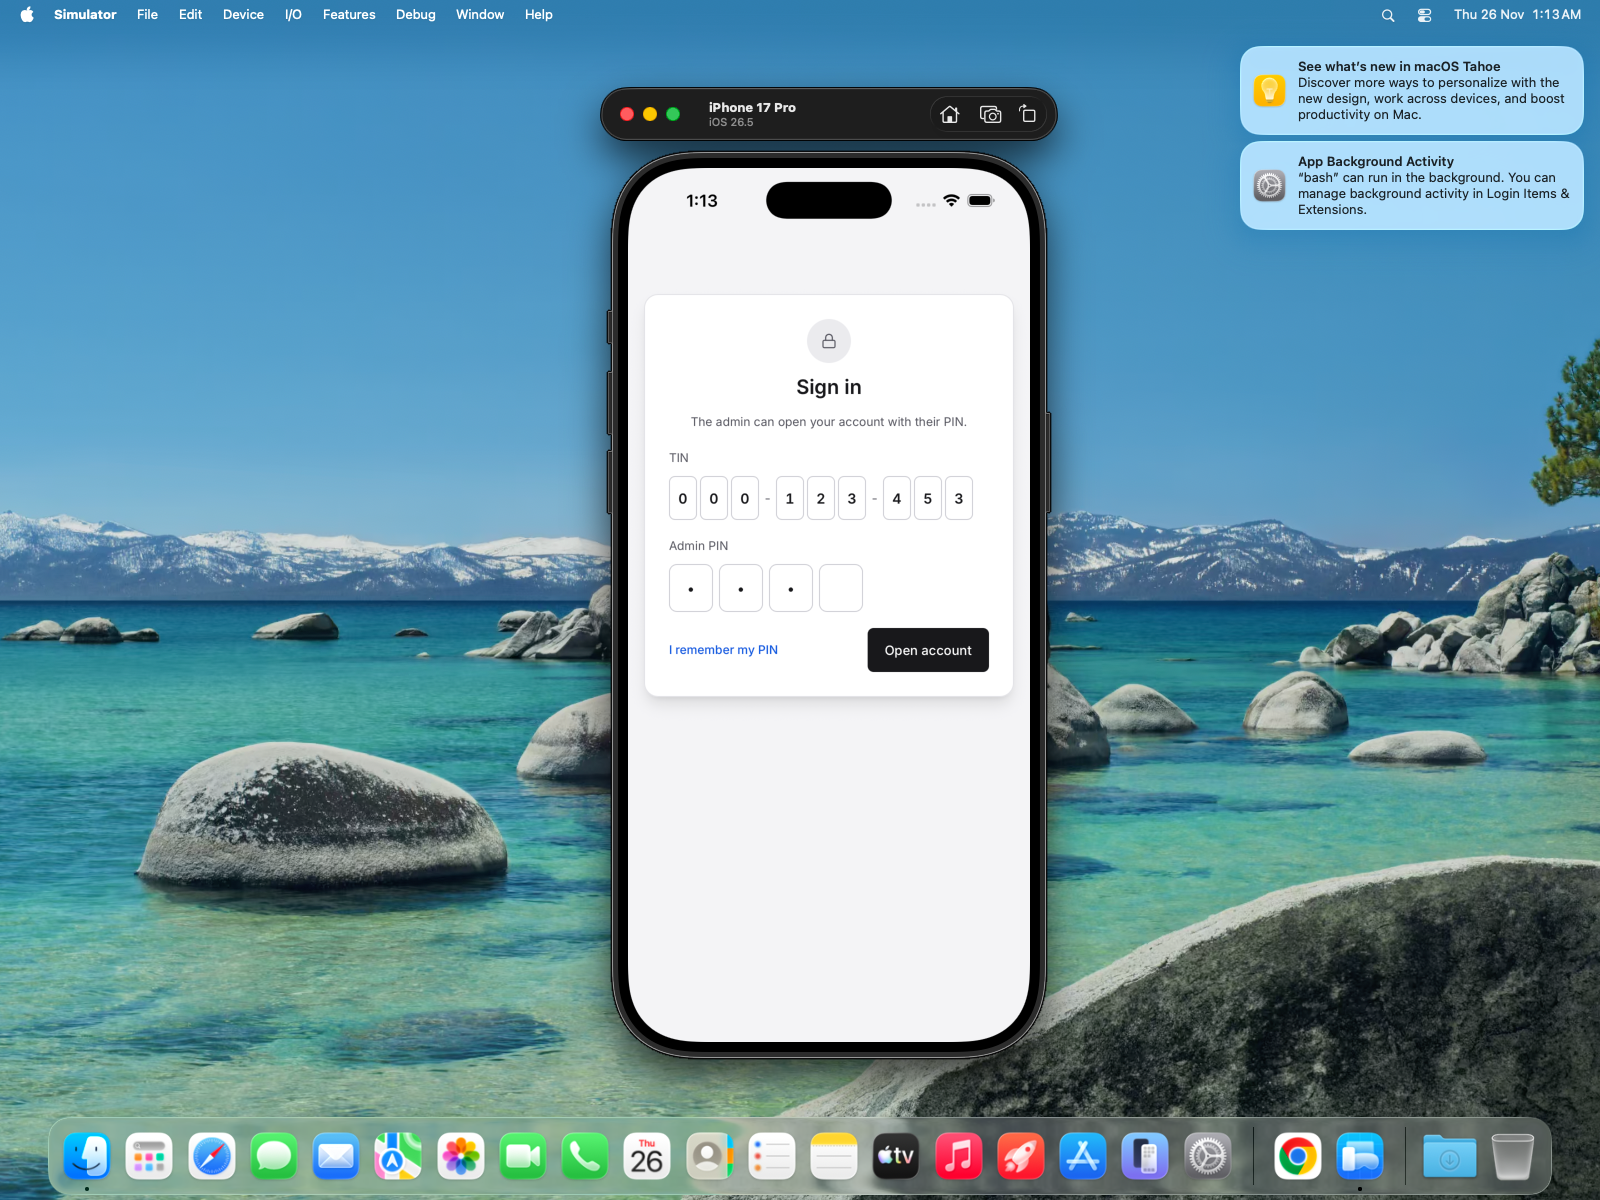 Simulator File Edit Device I/O Features Debug Window Help
Thu 26 Nov 1:13 AM
See what's new in macOS Tahoe
Discover more ways to personalize with the
new design, work across devices, and boost
productivity on Mac.
App Background Activity
“bash” can run in the background. You can
manage background activity in Login Items &
Extensions.
iPhone 17 Pro
iOS 26.5
1:13
Sign in
The admin can open your account with their PIN.
TIN
0 0 0 - 1 2 3 - 4 5 3
Admin PIN
• • •
I remember my PIN
Open account
Thu
26
tv